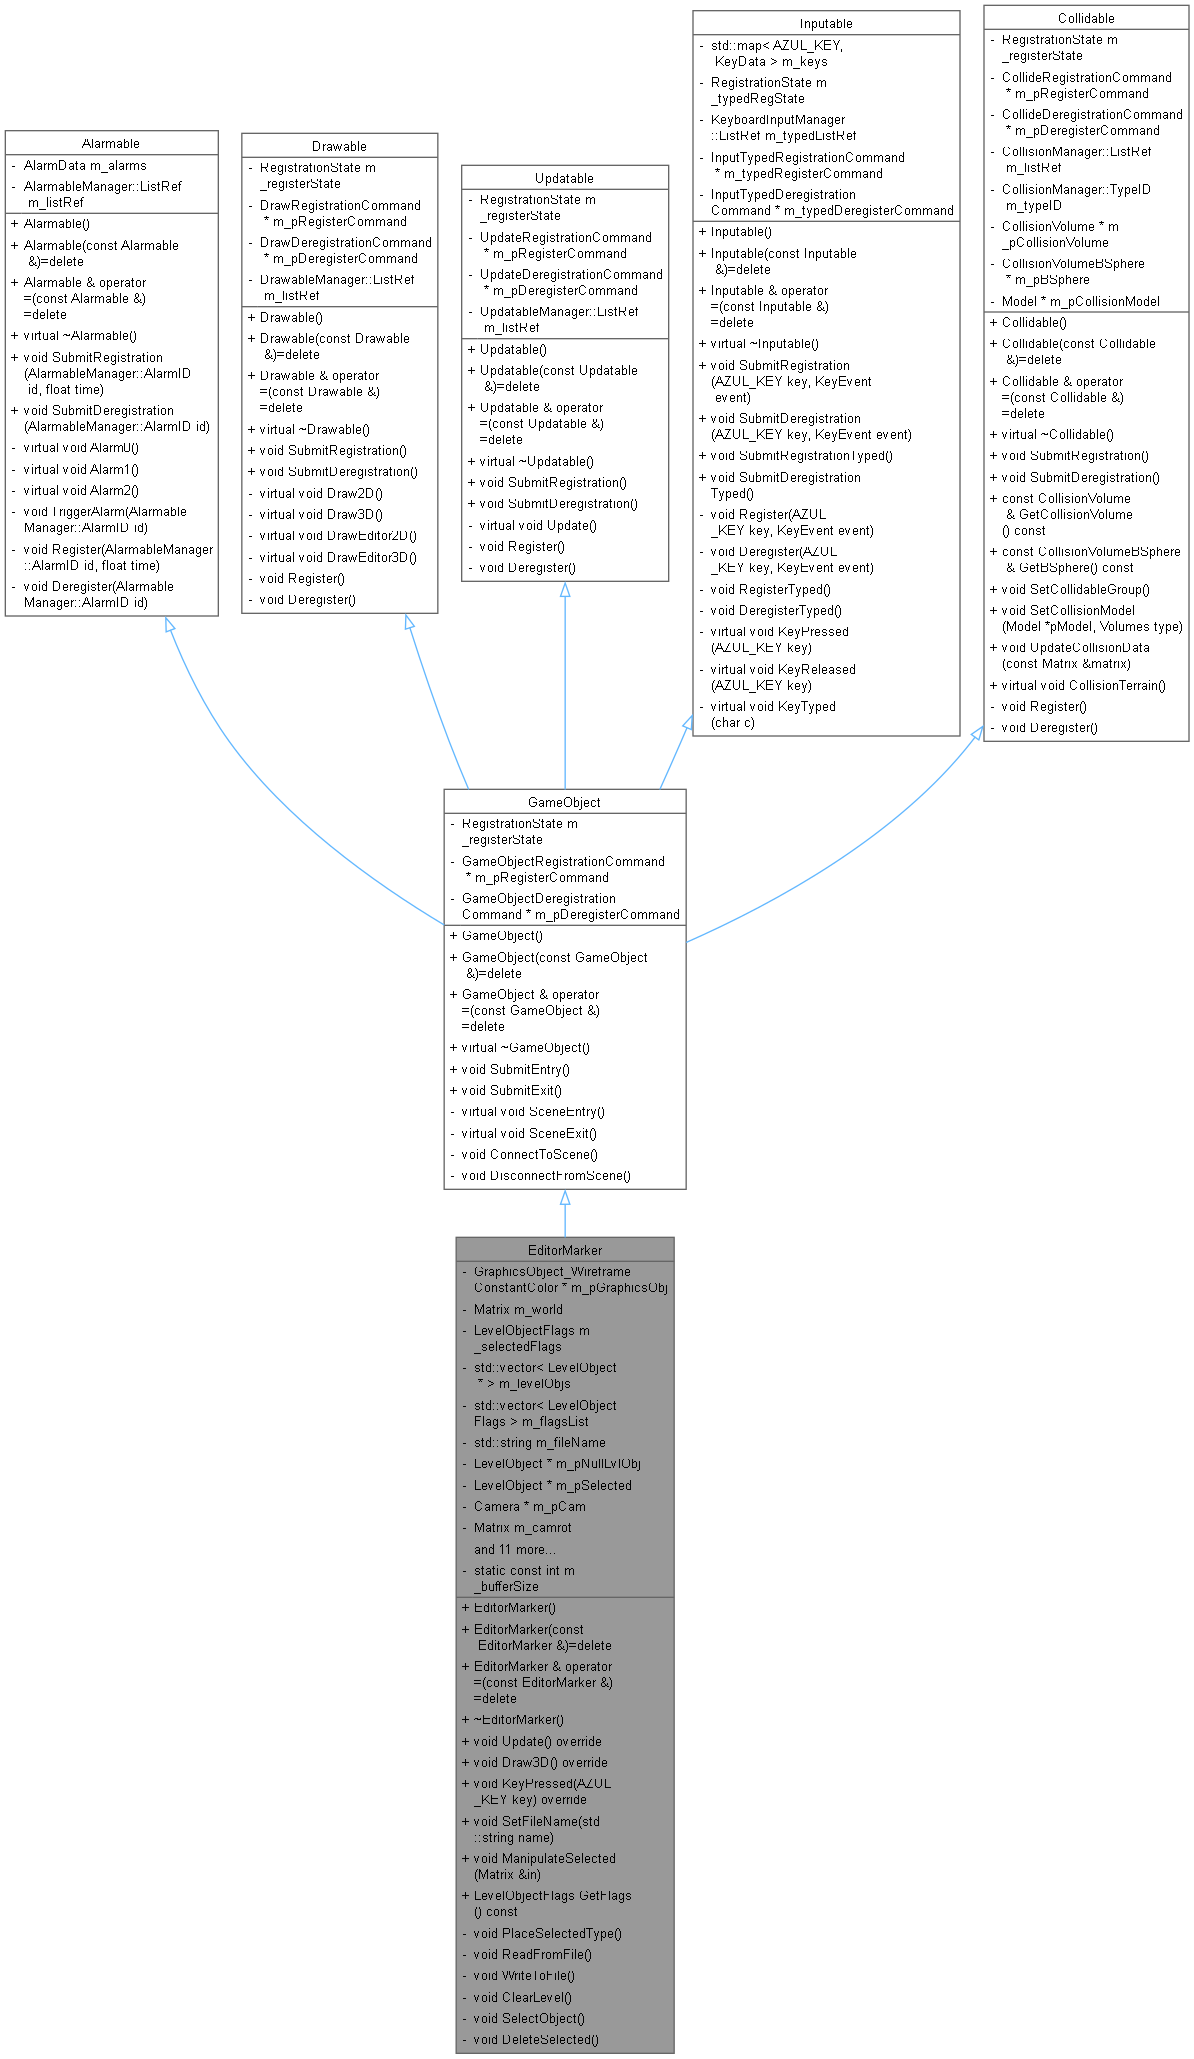 Alarmable
- AlarmData m_alarms
- AlarmableManager::ListRef
m_listRef
+ Alarmable()
+ Alarmable(const Alarmable
&)=delete
+ Alarmable & operator
=(const Alarmable &)
=delete
+ virtual ~Alarmable()
+ void SubmitRegistration
(AlarmableManager::AlarmID
id, float time)
+ void SubmitDeregistration
(AlarmableManager::AlarmID id)
- virtual void Alarm0()
- virtual void Alarm1()
- virtual void Alarm2()
- void TriggerAlarm(Alarmable
Manager::AlarmID id)
- void Register(AlarmableManager
::AlarmID id, float time)
- void Deregister(Alarmable
Manager::AlarmID id)
Drawable
- RegistrationState m
_registerState
- DrawRegistrationCommand
* m_pRegisterCommand
- DrawDeregistrationCommand
* m_pDeregisterCommand
- DrawableManager::ListRef
m_listRef
+ Drawable()
+ Drawable(const Drawable
&)=delete
+ Drawable & operator
=(const Drawable &)
=delete
+ virtual ~Drawable()
+ void SubmitRegistration()
+ void SubmitDeregistration()
- virtual void Draw2D()
- virtual void Draw3D()
- virtual void DrawEditor2D()
- virtual void DrawEditor3D()
- void Register()
- void Deregister()
Updatable
- RegistrationState m
_registerState
- UpdateRegistrationCommand
* m_pRegisterCommand
- UpdateDeregistrationCommand
* m_pDeregisterCommand
- UpdatableManager::ListRef
m_listRef
+ Updatable()
+ Updatable(const Updatable
&)=delete
+ Updatable & operator
=(const Updatable &)
=delete
+ virtual ~Updatable()
+ void SubmitRegistration()
+ void SubmitDeregistration()
- virtual void Update()
- void Register()
- void Deregister()
Inputable
- std::map< AZUL_KEY,
KeyData > m_keys
- RegistrationState m
_typedRegState
- KeyboardInputManager
::ListRef m_typedListRef
- InputTypedRegistrationCommand
* m_typedRegisterCommand
- InputTypedDeregistration
Command * m_typedDeregisterCommand
+ Inputable()
+ Inputable(const Inputable
&)=delete
+ Inputable & operator
=(const Inputable &)
=delete
+ virtual ~Inputable()
+ void SubmitRegistration
(AZUL_KEY key, KeyEvent
event)
+ void SubmitDeregistration
(AZUL_KEY key, KeyEvent event)
+ void SubmitRegistrationTyped()
+ void SubmitDeregistration
Typed()
- void Register(AZUL
_KEY key, KeyEvent event)
- void Deregister(AZUL
_KEY key, KeyEvent event)
- void RegisterTyped()
- void DeregisterTyped()
- virtual void KeyPressed
(AZUL_KEY key)
- virtual void KeyReleased
(AZUL_KEY key)
- virtual void KeyTyped
(char c)
Collidable
- RegistrationState m
_registerState
- CollideRegistrationCommand
* m_pRegisterCommand
- CollideDeregistrationCommand
* m_pDeregisterCommand
- CollisionManager::ListRef
m_listRef
- CollisionManager::TypeID
m_typeID
- CollisionVolume * m
_pCollisionVolume
- CollisionVolumeBSphere
* m_pBSphere
- Model * m_pCollisionModel
+ Collidable()
+ Collidable(const Collidable
&)=delete
+ Collidable & operator
=(const Collidable &)
=delete
+ virtual ~Collidable()
+ void SubmitRegistration()
+ void SubmitDeregistration()
+ const CollisionVolume
& GetCollisionVolume
() const
+ const CollisionVolumeBSphere
& GetBSphere() const
+ void SetCollidableGroup()
+ void SetCollisionModel
(Model *pModel, Volumes type)
+ void UpdateCollisionData
(const Matrix &matrix)
+ virtual void CollisionTerrain()
- void Register()
- void Deregister()
GameObject
- RegistrationState m
_registerState
- GameObjectRegistrationCommand
* m_pRegisterCommand
- GameObjectDeregistration
Command * m_pDeregisterCommand
+ GameObject()
+ GameObject(const GameObject
&)=delete
+ GameObject & operator
=(const GameObject &)
=delete
+ virtual ~GameObject()
+ void SubmitEntry()
+ void SubmitExit()
- virtual void SceneEntry()
- virtual void SceneExit()
- void ConnectToScene()
- void DisconnectFromScene()
EditorMarker
- GraphicsObject_Wireframe
ConstantColor * m_pGraphicsObj
- Matrix m_world
- LevelObjectFlags m
_selectedFlags
- std::vector< LevelObject
* > m_levelObjs
- std::vector< LevelObject
Flags > m_flagsList
- std::string m_fileName
- LevelObject * m_pNullLvlObj
- LevelObject * m_pSelected
- Camera * m_pCam
- Matrix m_camrot
and 11 more...
- static const int m
_bufferSize
+ EditorMarker()
+ EditorMarker(const
EditorMarker &)=delete
+ EditorMarker & operator
=(const EditorMarker &)
=delete
+ ~EditorMarker()
+ void Update() override
+ void Draw3D() override
+ void KeyPressed(AZUL
_KEY key) override
+ void SetFileName(std
::string name)
+ void ManipulateSelected
(Matrix &in)
+ LevelObjectFlags GetFlags
() const
- void PlaceSelectedType()
- void ReadFromFile()
- void WriteToFile()
- void ClearLevel()
- void SelectObject()
- void DeleteSelected()